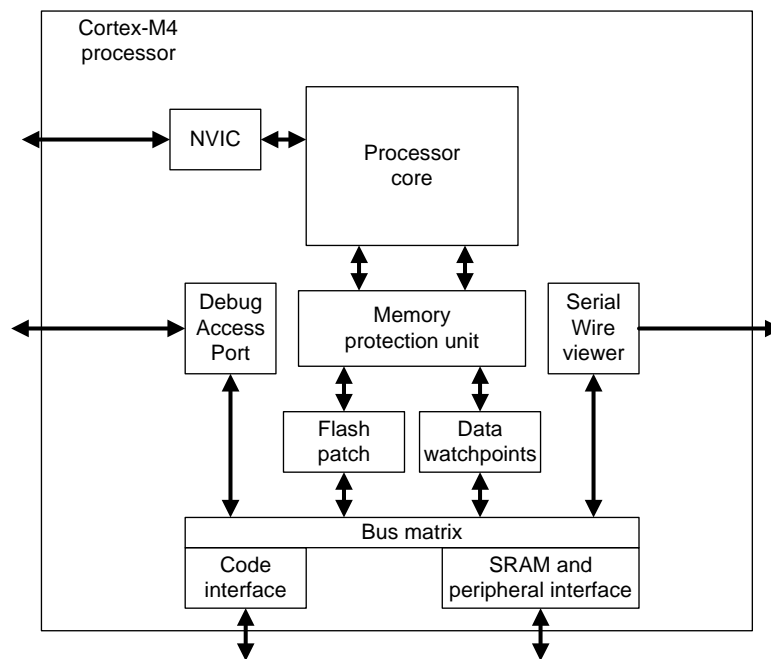 Cortex-M4
processor
NVIC
Processor
core
Debug
Access
Port
Memory
protection unit
Serial
Wire
viewer
Flash
patch
Data
watchpoints
Bus matrix
Code
interface
SRAM and
peripheral interface